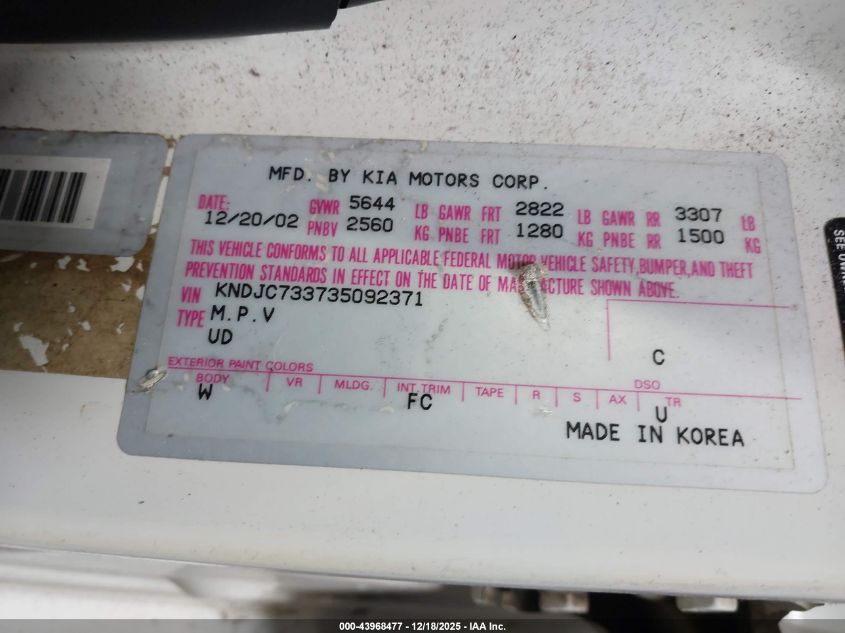 MFD. BY KIA MOTORS CORP.
DATE: GVWR 5644 LB GAWR FRT 2822 LB GAWR RR 3307 LB
12/20/02 PNBV 2560 KG PNBE FRT 1280 KG PNBE RR 1500 KG
THIS VEHICLE CONFORMS TO ALL APPLICABLE FEDERAL MOTOR VEHICLE SAFETY, BUMPER, AND THEFT
PREVENTION STANDARDS IN EFFECT ON THE DATE OF MANUFACTURE SHOWN ABOVE.
VIN KNDJC733735092371
TYPE M.P.V
UD
C
EXTERIOR PAINT COLORS DSO
BODY VR MLDG. INT.TRIM TAPE R S AX TR
W FC U
MADE IN KOREA
SEE OWN
000-43968477 - 12/18/2025 - IAA Inc.